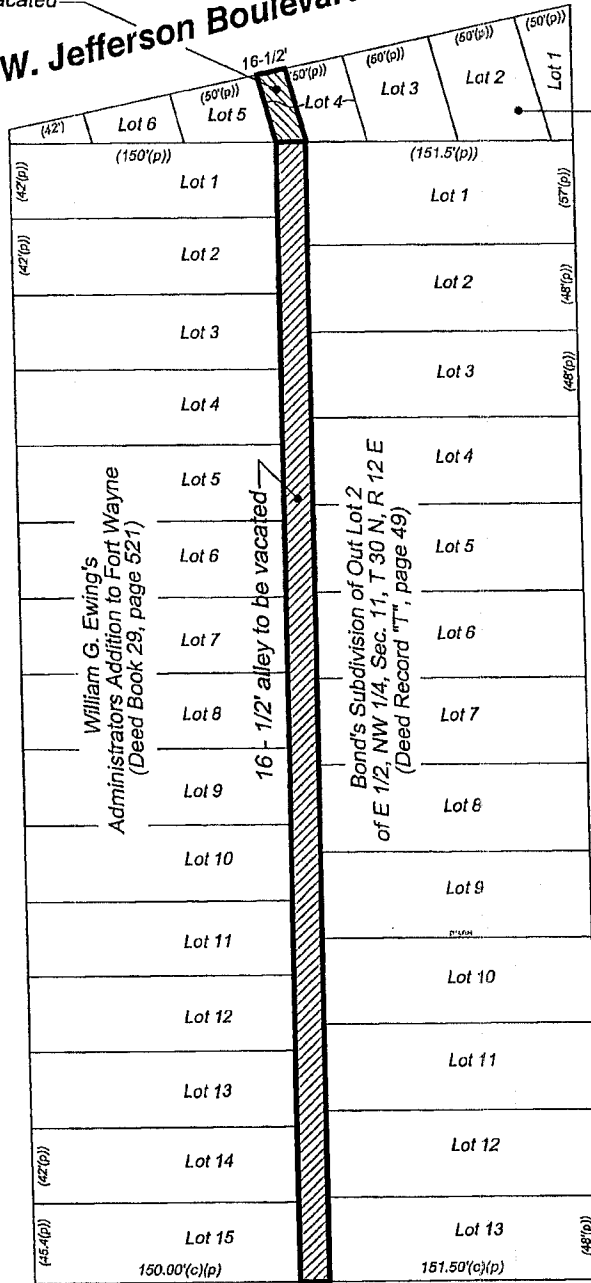 vacated
W. Jefferson Boulevard
16-1/2'
(42')
Lot 6
(50'(p))
Lot 5
(50'(p))
Lot 4
(60'(p))
Lot 3
(50'(p))
Lot 2
(50'(p))
Lot 1
(150'(p))
(151.5'(p))
(42'(p))
Lot 1
(42'(p))
Lot 2
Lot 3
Lot 4
Lot 5
Lot 6
Lot 7
Lot 8
Lot 9
Lot 10
Lot 11
Lot 12
Lot 13
(42'(p))
Lot 14
(45.4(p))
Lot 15
150.00'(c)(p)
William G. Ewing's
Administrators Addition to Fort Wayne
(Deed Book 29, page 521)
16 - 1/2' alley to be vacated
Bond's Subdivision of Out Lot 2
of E 1/2, NW 1/4, Sec. 11, T 30 N, R 12 E
(Deed Record "T", page 49)
Lot 1
(57'(p))
Lot 2
(48'(p))
Lot 3
(48'(p))
Lot 4
Lot 5
Lot 6
Lot 7
Lot 8
Lot 9
Lot 10
Lot 11
Lot 12
Lot 13
(48'(p))
151.50'(c)(p)